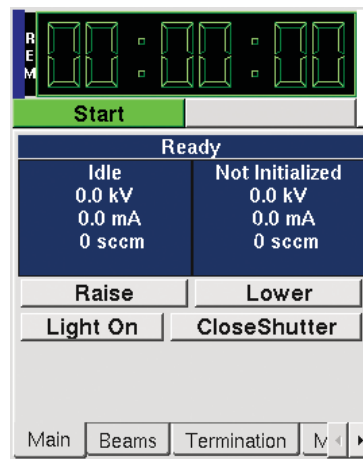 REM 00:00:00
Start
Ready
Idle Not Initialized
0.0 kV 0.0 kV
0.0 mA 0.0 mA
0 sccm 0 sccm
Raise Lower
Light On CloseShutter
Main Beams Termination